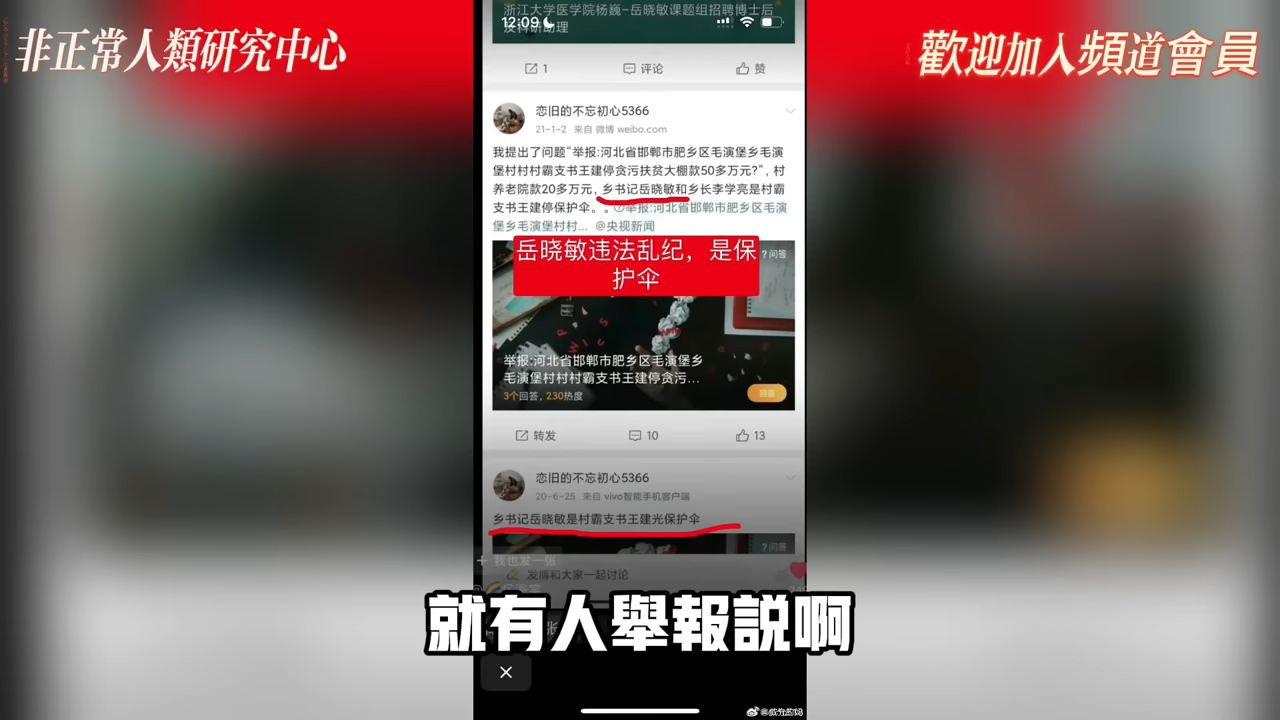 非正常人類研究中心
歡迎加入頻道會員
浙江大学医学院杨巍-岳晓敏课题组招聘博士后
及科研助理
12:09
1
评论
赞
恋旧的不忘初心5366
21-1-2 来自 微博 weibo.com
我提出了问题“举报:河北省邯郸市肥乡区毛演堡乡毛演
堡村村村霸支书王建停贪污扶贫大棚款50多万元?”,村
养老院款20多万元,乡书记岳晓敏和乡长李学亮是村霸
支书王建停保护伞。。举报:河北省邯郸市肥乡区毛演
堡乡毛演堡村村... @央视新闻
岳晓敏违法乱纪,是保
护伞
?问答
举报:河北省邯郸市肥乡区毛演堡乡
毛演堡村村村霸支书王建停贪污...
3个回答,230热度
回答
转发
10
13
恋旧的不忘初心5366
20-6-25 来自 vivo智能手机客户端
乡书记岳晓敏是村霸支书王建光保护伞
?问答
+ 我也发一张
发博和大家一起讨论
就有人舉報説啊